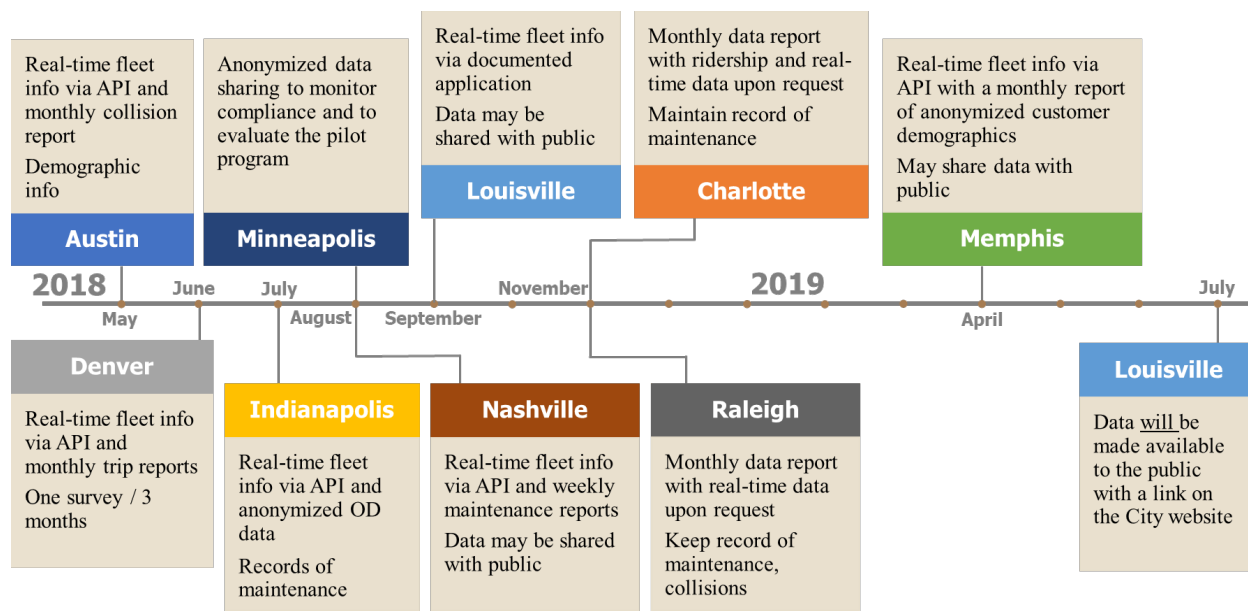 Real-time fleet
info via API and
monthly collision
report
Demographic
info
Austin
Anonymized data
sharing to monitor
compliance and to
evaluate the pilot
program
Minneapolis
Real-time fleet info
via documented
application
Data may be
shared with public
Louisville
Monthly data report
with ridership and real-
time data upon request
Maintain record of
maintenance
Charlotte
Real-time fleet info via
API with a monthly report
of anonymized customer
demographics
May share data with
public
Memphis
2018
May
June
July
August
September
November
2019
April
July
Denver
Real-time fleet info
via API and
monthly trip reports
One survey / 3
months
Indianapolis
Real-time fleet
info via API and
anonymized OD
data
Records of
maintenance
Nashville
Real-time fleet info
via API and weekly
maintenance reports
Data may be shared
with public
Raleigh
Monthly data report
with real-time data
upon request
Keep record of
maintenance,
collisions
Louisville
Data will be
made available
to the public
with a link on
the City website